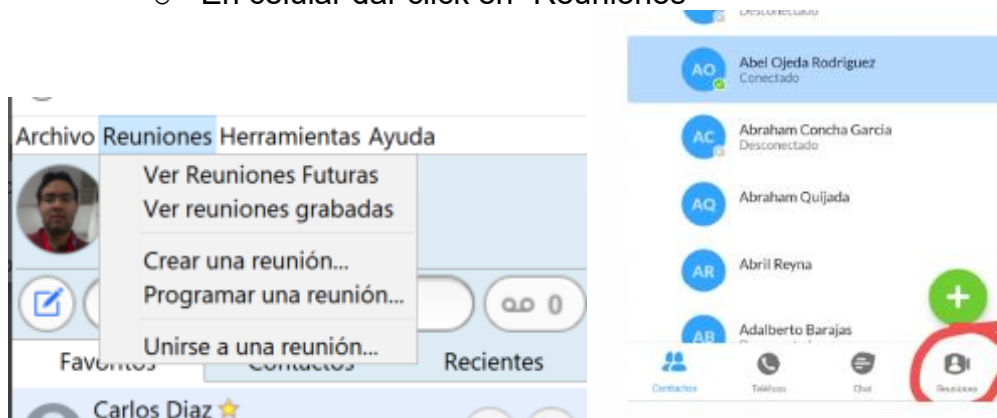 ○ En celular dar click en "Reuniones"
Archivo Reuniones Herramientas Ayuda
Ver Reuniones Futuras
Ver reuniones grabadas
Crear una reunión...
Programar una reunión...
0
Unirse a una reunión...
Favoritos Contactos Recientes
Carlos Diaz
Desconectado
AO Abel Ojeda Rodriguez
Conectado
AC Abraham Concha Garcia
Desconectado
AQ Abraham Quijada
AR Abril Reyna
AB Adalberto Barajas
Contactos Teléfono Chat Reuniones